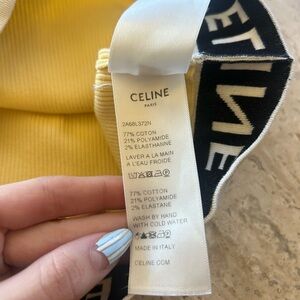 CELINE
PARIS
2A68L372N
77% COTON
21% POLYAMIDE
2% ELASTHANNE
LAVER A LA MAIN
A L'EAU FROIDE
77% COTTON
21% POLYAMIDE
2% ELASTANE
WASH BY HAND
WITH COLD WATER
MADE IN ITALY
CELINE.COM
ELINE